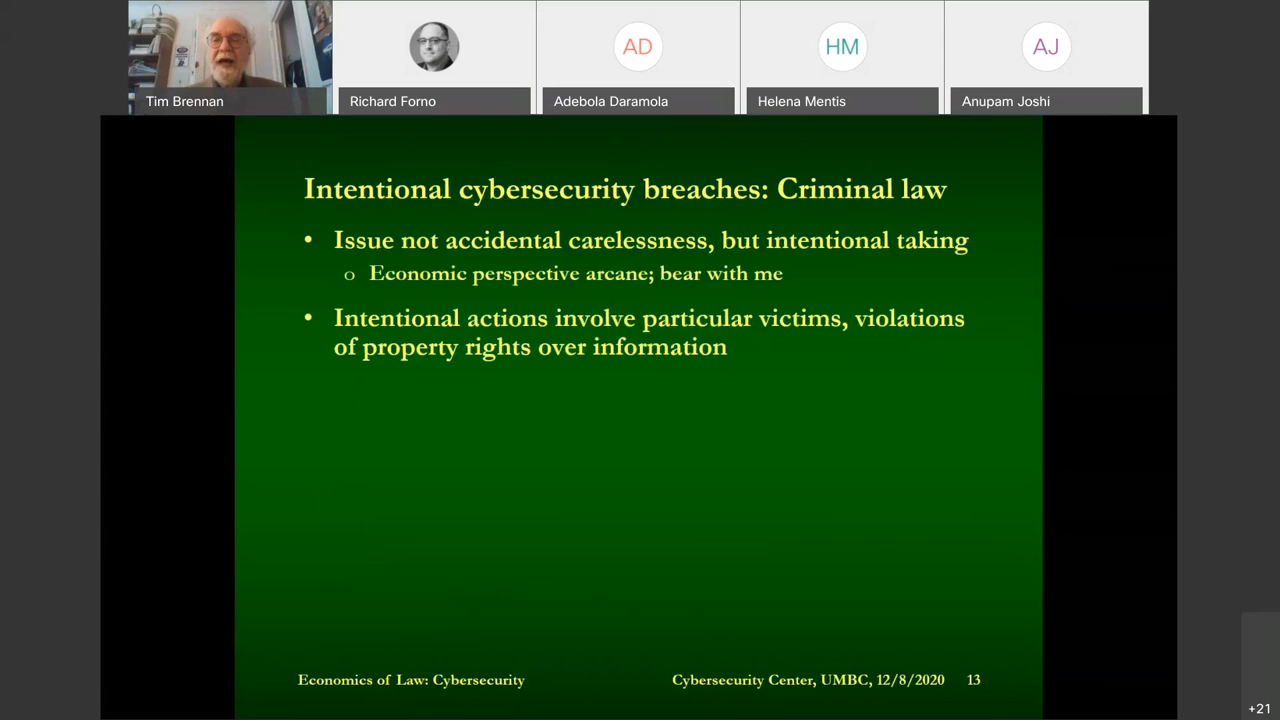 AD
HM
AJ
Tim Brennan
Richard Forno
Adebola Daramola
Helena Mentis
Anupam Joshi
Intentional cybersecurity breaches: Criminal law
• Issue not accidental carelessness, but intentional taking
o Economic perspective arcane; bear with me
• Intentional actions involve particular victims, violations
of property rights over information
Economics of Law: Cybersecurity
Cybersecurity Center, UMBC, 12/8/2020 13
+21